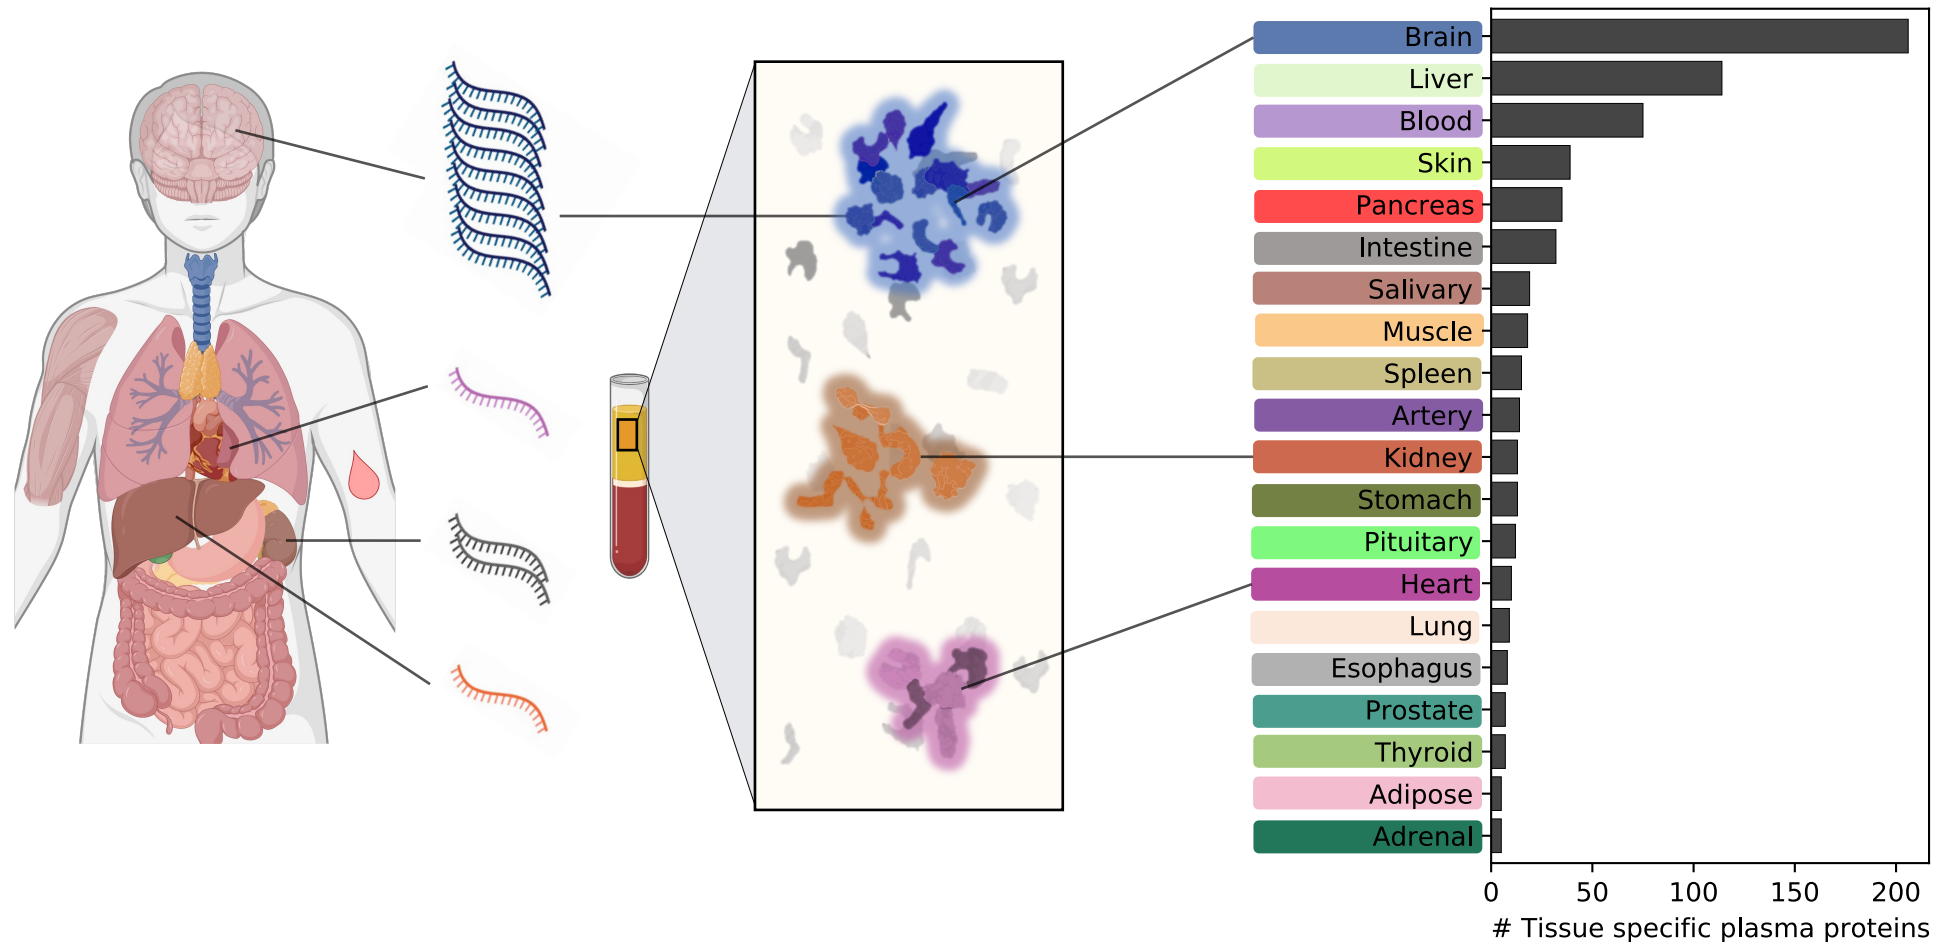 Brain
Liver
Blood
Skin
Pancreas
Intestine
Salivary
Muscle
Spleen
Artery
Kidney
Stomach
Pituitary
Heart
Lung
Esophagus
Prostate
Thyroid
Adipose
Adrenal
0 50 100 150 200
# Tissue specific plasma proteins